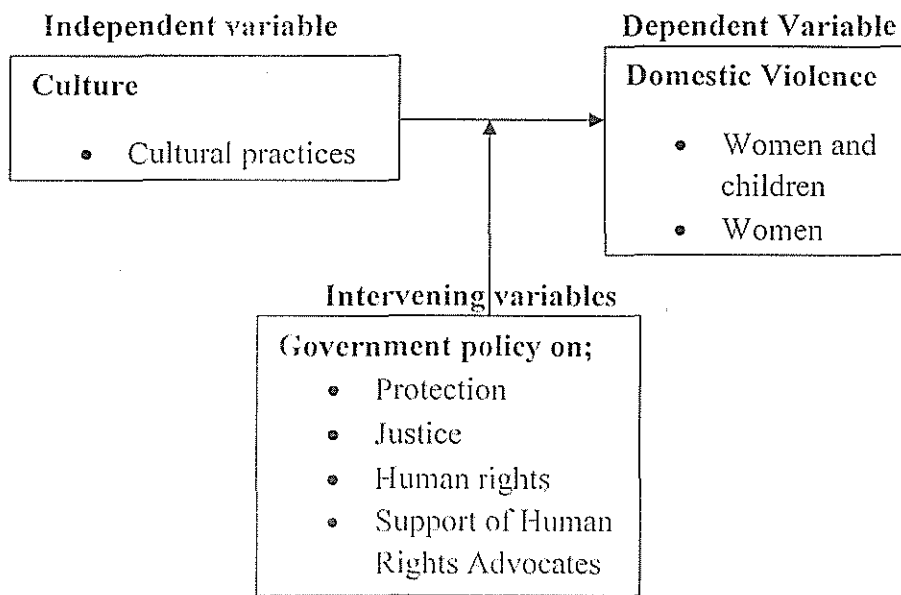 Independent variable
Culture
• Cultural practices
Dependent Variable
Domestic Violence
• Women and
children
• Women
Intervening variables
Government policy on;
• Protection
• Justice
• Human rights
• Support of Human
Rights Advocates